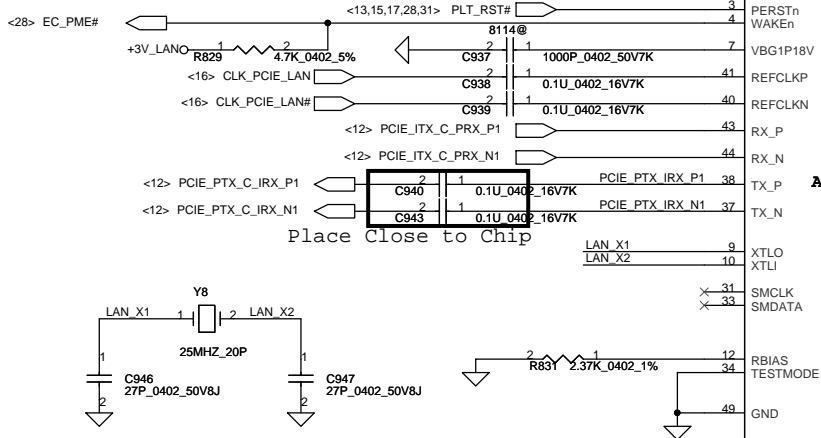 <13,15,17,28,31> PLT_RST# 3 PERSTn
<28> EC_PME# 4 WAKEn
8114@
+3V_LAN 1 2 R829 4.7K_0402_5%
2 1 7 VBG1P18V
C937 1000P_0402_50V7K
<16> CLK_PCIE_LAN 2 1 41 REFCLKP
C938 0.1U_0402_16V7K
<16> CLK_PCIE_LAN# 2 1 40 REFCLKN
C939 0.1U_0402_16V7K
<12> PCIE_ITX_C_PRX_P1 43 RX_P
<12> PCIE_ITX_C_PRX_N1 44 RX_N
<12> PCIE_PTX_C_IRX_P1 2 1 PCIE_PTX_IRX_P1 38 TX_P A
C940 0.1U_0402_16V7K
<12> PCIE_PTX_C_IRX_N1 2 1 PCIE_PTX_IRX_N1 37 TX_N
C943 0.1U_0402_16V7K
Place Close to Chip
LAN_X1 9 XTLO
LAN_X2 10 XTLI
31 SMCLK
33 SMDATA
Y8
LAN_X1 1 2 LAN_X2
25MHZ_20P
1 1
C946 C947
27P_0402_50V8J 27P_0402_50V8J
2 2
2 1 12 RBIAS
R831 2.37K_0402_1%
34 TESTMODE
49 GND